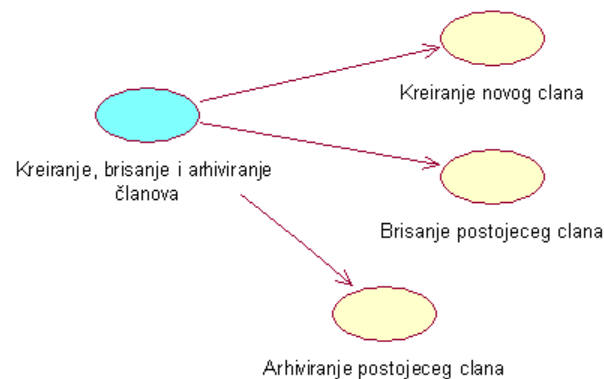 Kreiranje novog clana
Kreiranje, brisanje i arhiviranje
članova
Brisanje postojeceg clana
Arhiviranje postojeceg clana